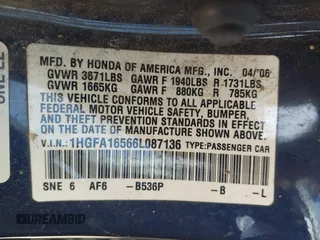 MFD. BY HONDA OF AMERICA MFG., INC. 04/06
GVWR 3671LBS GAWR F 1940LBS R 1731LBS
GVWR 1665KG GAWR F 880KG R 785KG
THIS VEHICLE CONFORMS TO ALL APPLICABLE
FEDERAL MOTOR VEHICLE SAFETY, BUMPER,
AND THEFT PREVENTION STANDARDS IN EFFECT
ON THE DATE OF MANUFACTURE SHOWN ABOVE.
V.I.N.: 1HGFA16566L087136 TYPE:PASSENGER CAR
SNE 6 AF6 -B536P -B -L
DREAMBID